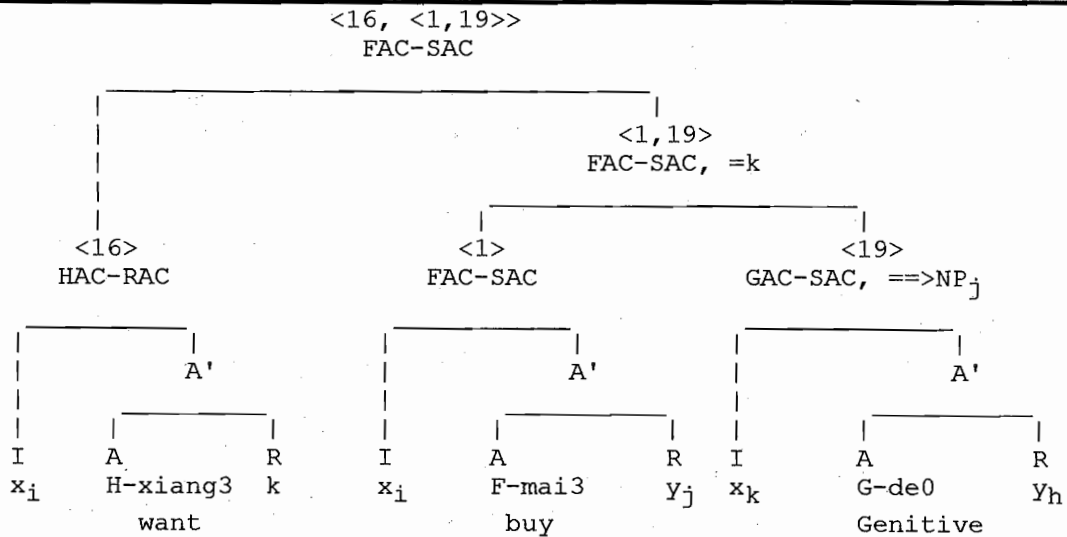 <16, <1,19>>
FAC-SAC
<1,19>
FAC-SAC, =k
<16> <1> <19>
HAC-RAC FAC-SAC GAC-SAC, ==>NPj
A' A' A'
I A R I A R I A R
xi H-xiang3 k xi F-mai3 yj xk G-de0 yh
want buy Genitive